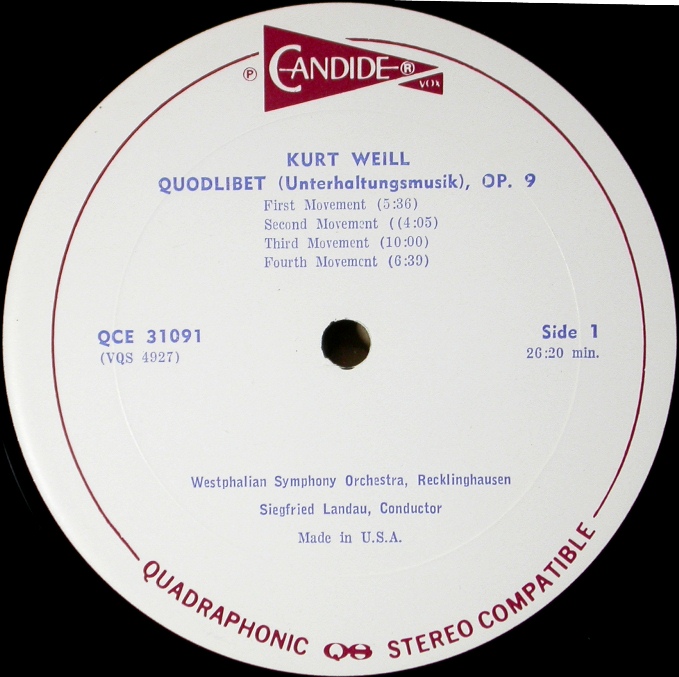 ℗ CANDIDE ®
VOX
KURT WEILL
QUODLIBET (Unterhaltungsmusik), OP. 9
First Movement (5:36)
Second Movement ((4:05)
Third Movement (10:00)
Fourth Movement (6:39)
QCE 31091
(VQS 4927)
Side 1
26:20 min.
Westphalian Symphony Orchestra, Recklinghausen
Siegfried Landau, Conductor
Made in U.S.A.
QUADRAPHONIC QS STEREO COMPATIBLE